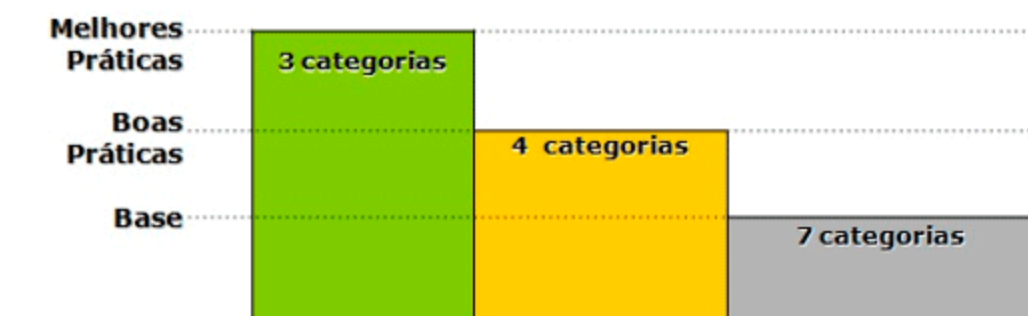 Melhores
Práticas
3 categorias
Boas
Práticas
4 categorias
Base
7 categorias